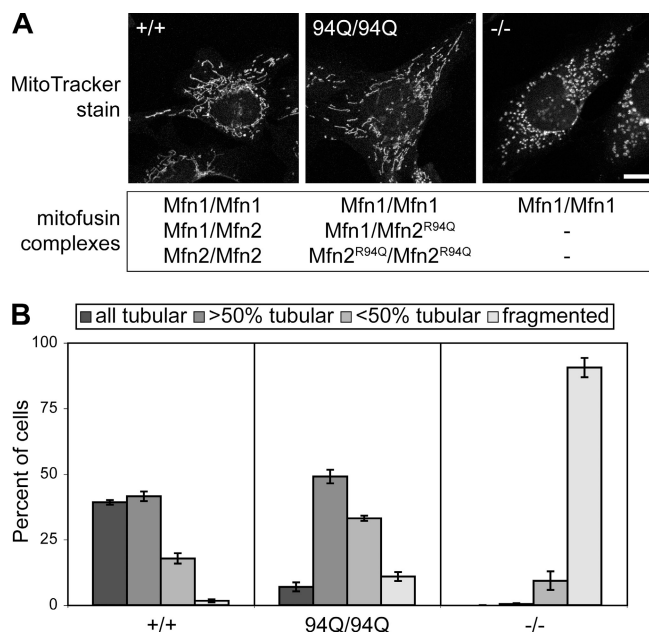 A
+/+ 94Q/94Q -/-
MitoTracker
stain
mitofusin
complexes
Mfn1/Mfn1 Mfn1/Mfn1 Mfn1/Mfn1
Mfn1/Mfn2 Mfn1/Mfn2R94Q -
Mfn2/Mfn2 Mfn2R94Q/Mfn2R94Q -
B
all tubular >50% tubular <50% tubular fragmented
Percent of cells
100
75
50
25
0
+/+ 94Q/94Q -/-